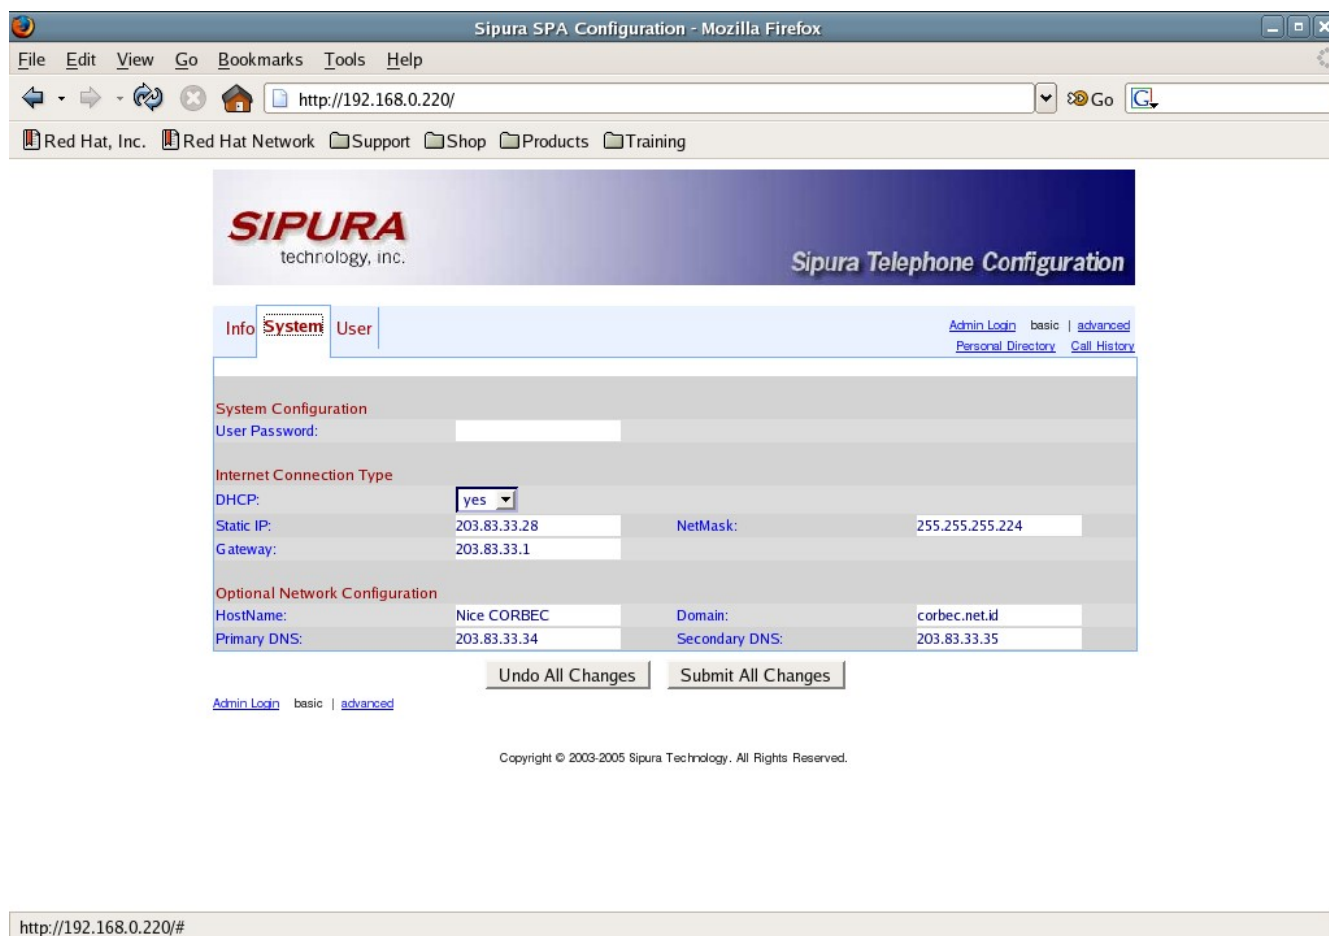 Sipura SPA Configuration - Mozilla Firefox
File Edit View Go Bookmarks Tools Help
http://192.168.0.220/ Go G
Red Hat, Inc. Red Hat Network Support Shop Products Training
SIPURA
technology, inc.
Sipura Telephone Configuration
Info System User
Admin Login basic | advanced
Personal Directory Call History
System Configuration
User Password:
Internet Connection Type
DHCP: yes
Static IP: 203.83.33.28 NetMask: 255.255.255.224
Gateway: 203.83.33.1
Optional Network Configuration
HostName: Nice CORBEC Domain: corbec.net.id
Primary DNS: 203.83.33.34 Secondary DNS: 203.83.33.35
Undo All Changes Submit All Changes
Admin Login basic | advanced
Copyright © 2003-2005 Sipura Technology. All Rights Reserved.
http://192.168.0.220/#